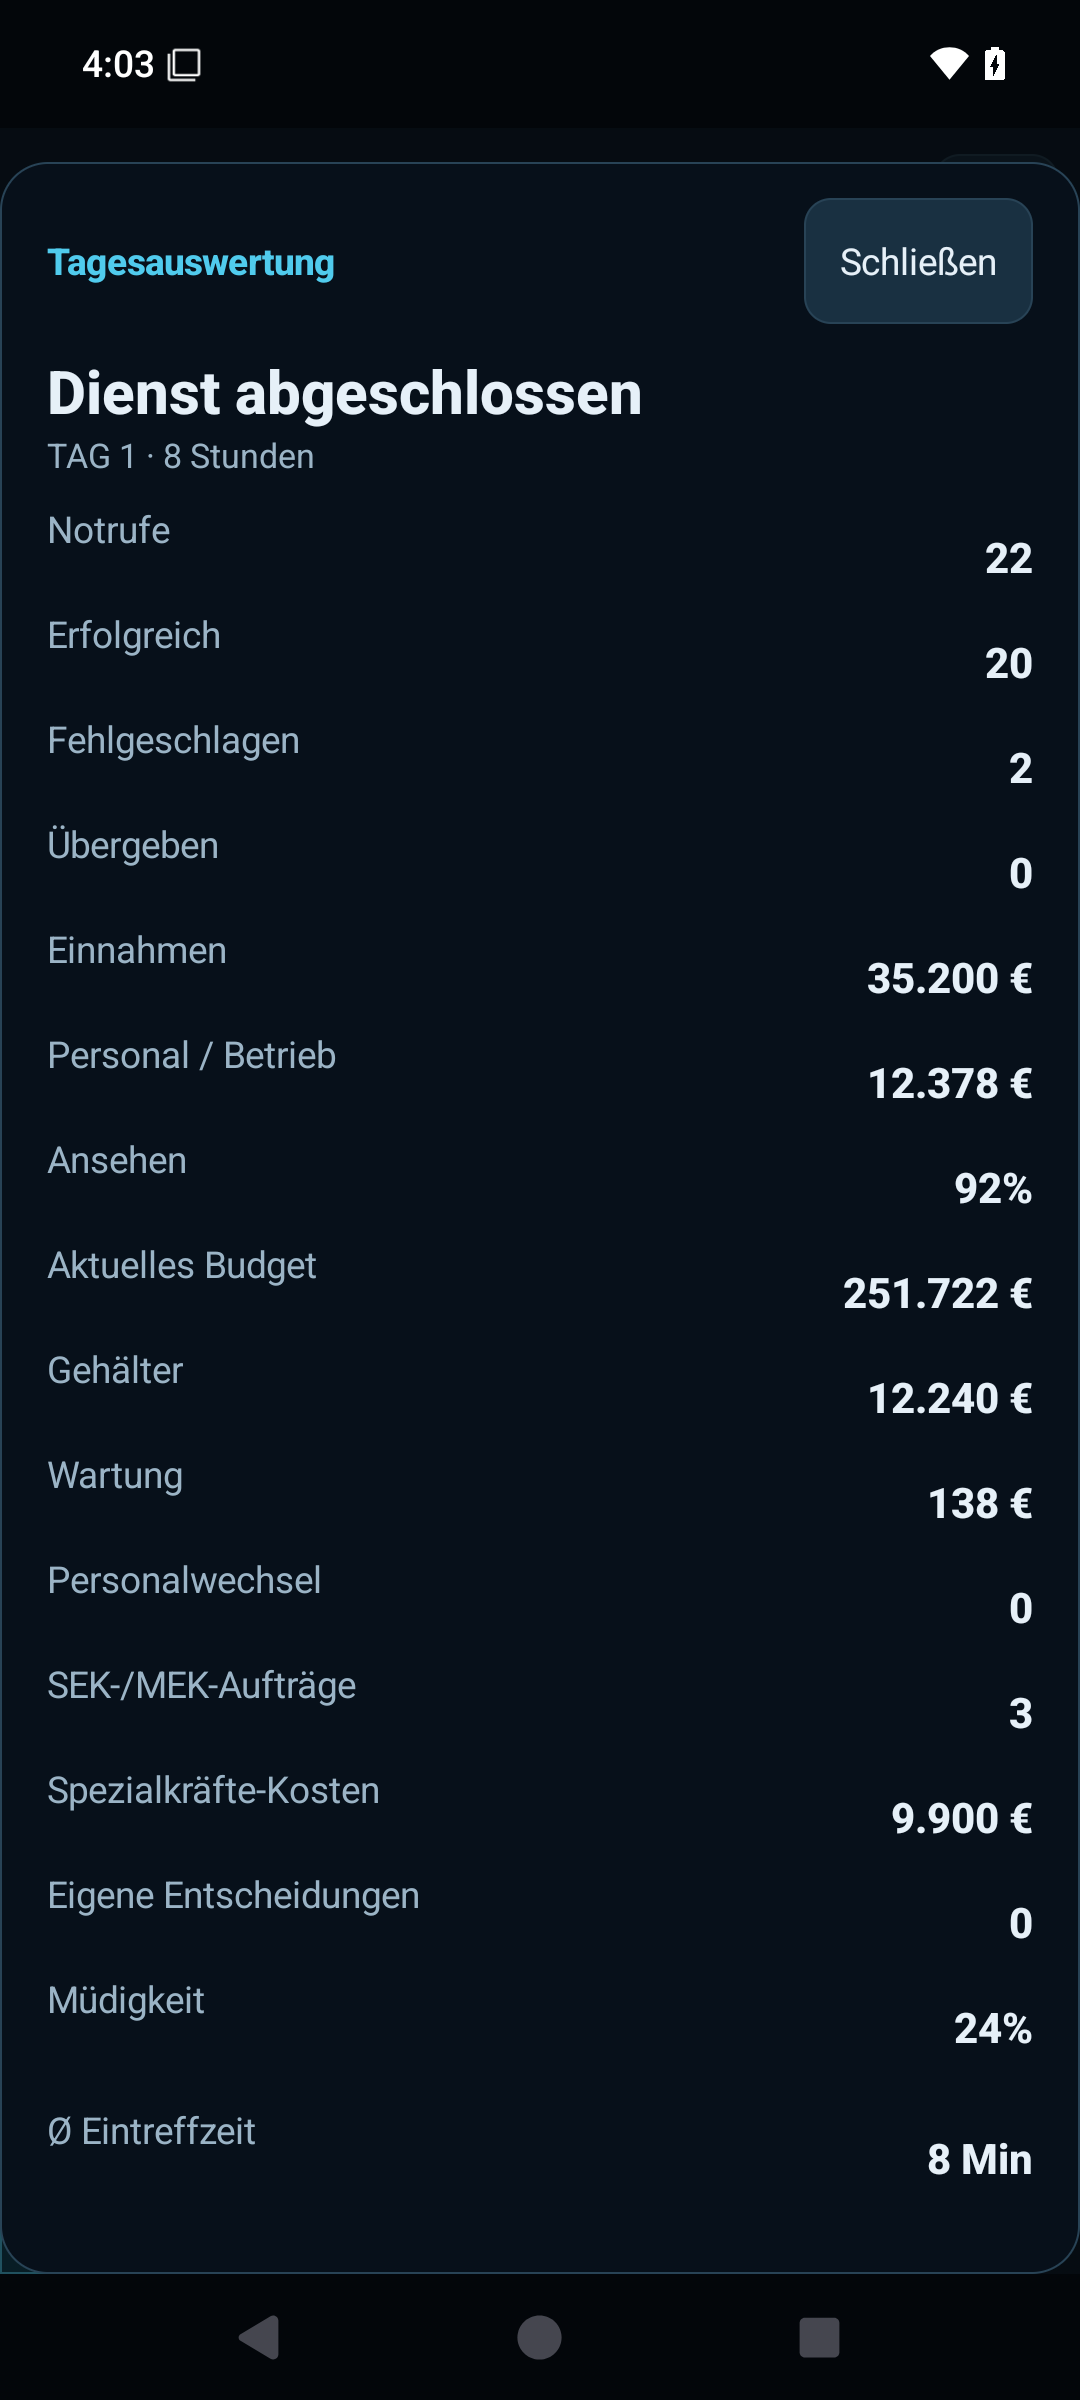 4:03
Tagesauswertung
Schließen
Dienst abgeschlossen
TAG 1 · 8 Stunden
Notrufe
22
Erfolgreich
20
Fehlgeschlagen
2
Übergeben
0
Einnahmen
35.200 €
Personal / Betrieb
12.378 €
Ansehen
92%
Aktuelles Budget
251.722 €
Gehälter
12.240 €
Wartung
138 €
Personalwechsel
0
SEK-/MEK-Aufträge
3
Spezialkräfte-Kosten
9.900 €
Eigene Entscheidungen
0
Müdigkeit
24%
Ø Eintreffzeit
8 Min